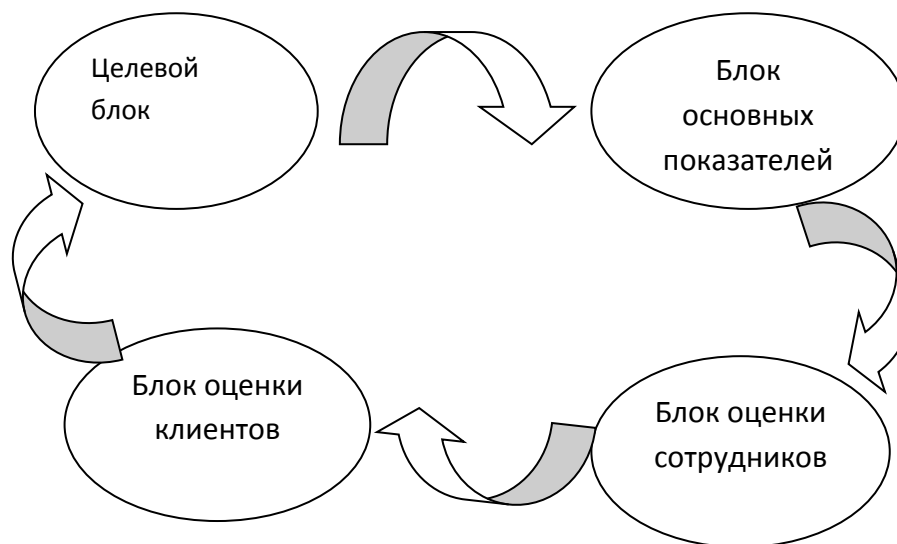 Целевой
блок
Блок
основных
показателей
Блок оценки
сотрудников
Блок оценки
клиентов